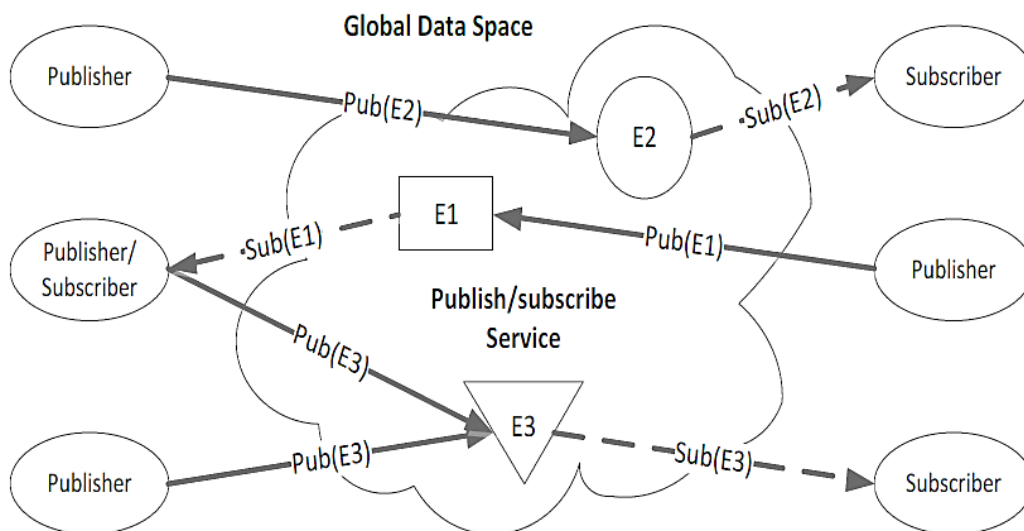 Global Data Space
Publisher
Pub(E2)
E2
Sub(E2)
Subscriber
Publisher/
Subscriber
Sub(E1)
E1
Pub(E1)
Publisher
Publish/subscribe
Service
Pub(E3)
E3
Publisher
Pub(E3)
Sub(E3)
Subscriber